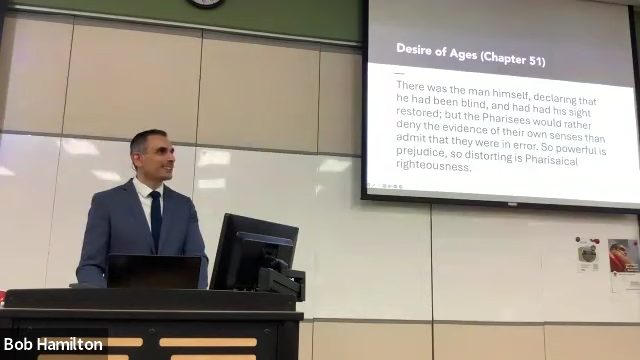 Desire of Ages (Chapter 51)
There was the man himself, declaring that
he had been blind, and had had his sight
restored; but the Pharisees would rather
deny the evidence of their own senses than
admit that they were in error. So powerful is
prejudice, so distorting is Pharisaical
righteousness.
Bob Hamilton